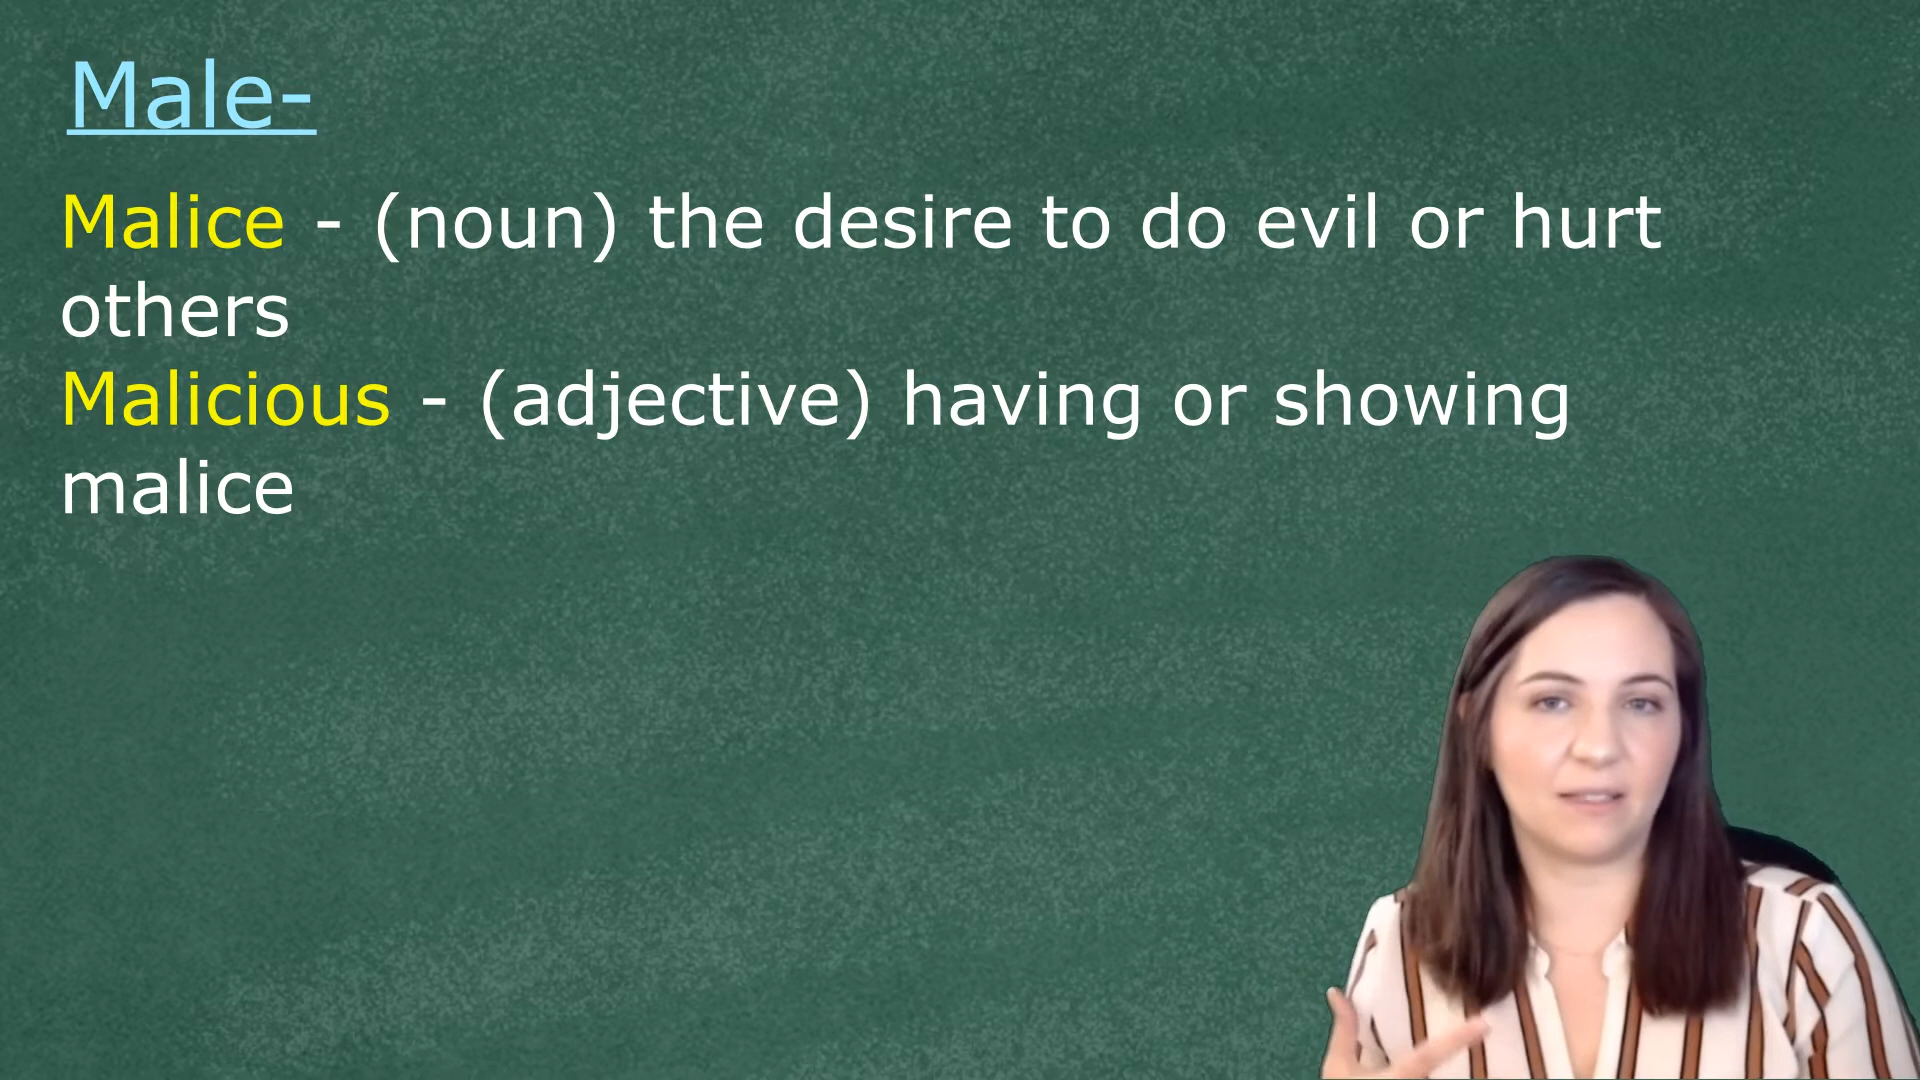 Male-
Malice - (noun) the desire to do evil or hurt
others
Malicious - (adjective) having or showing
malice